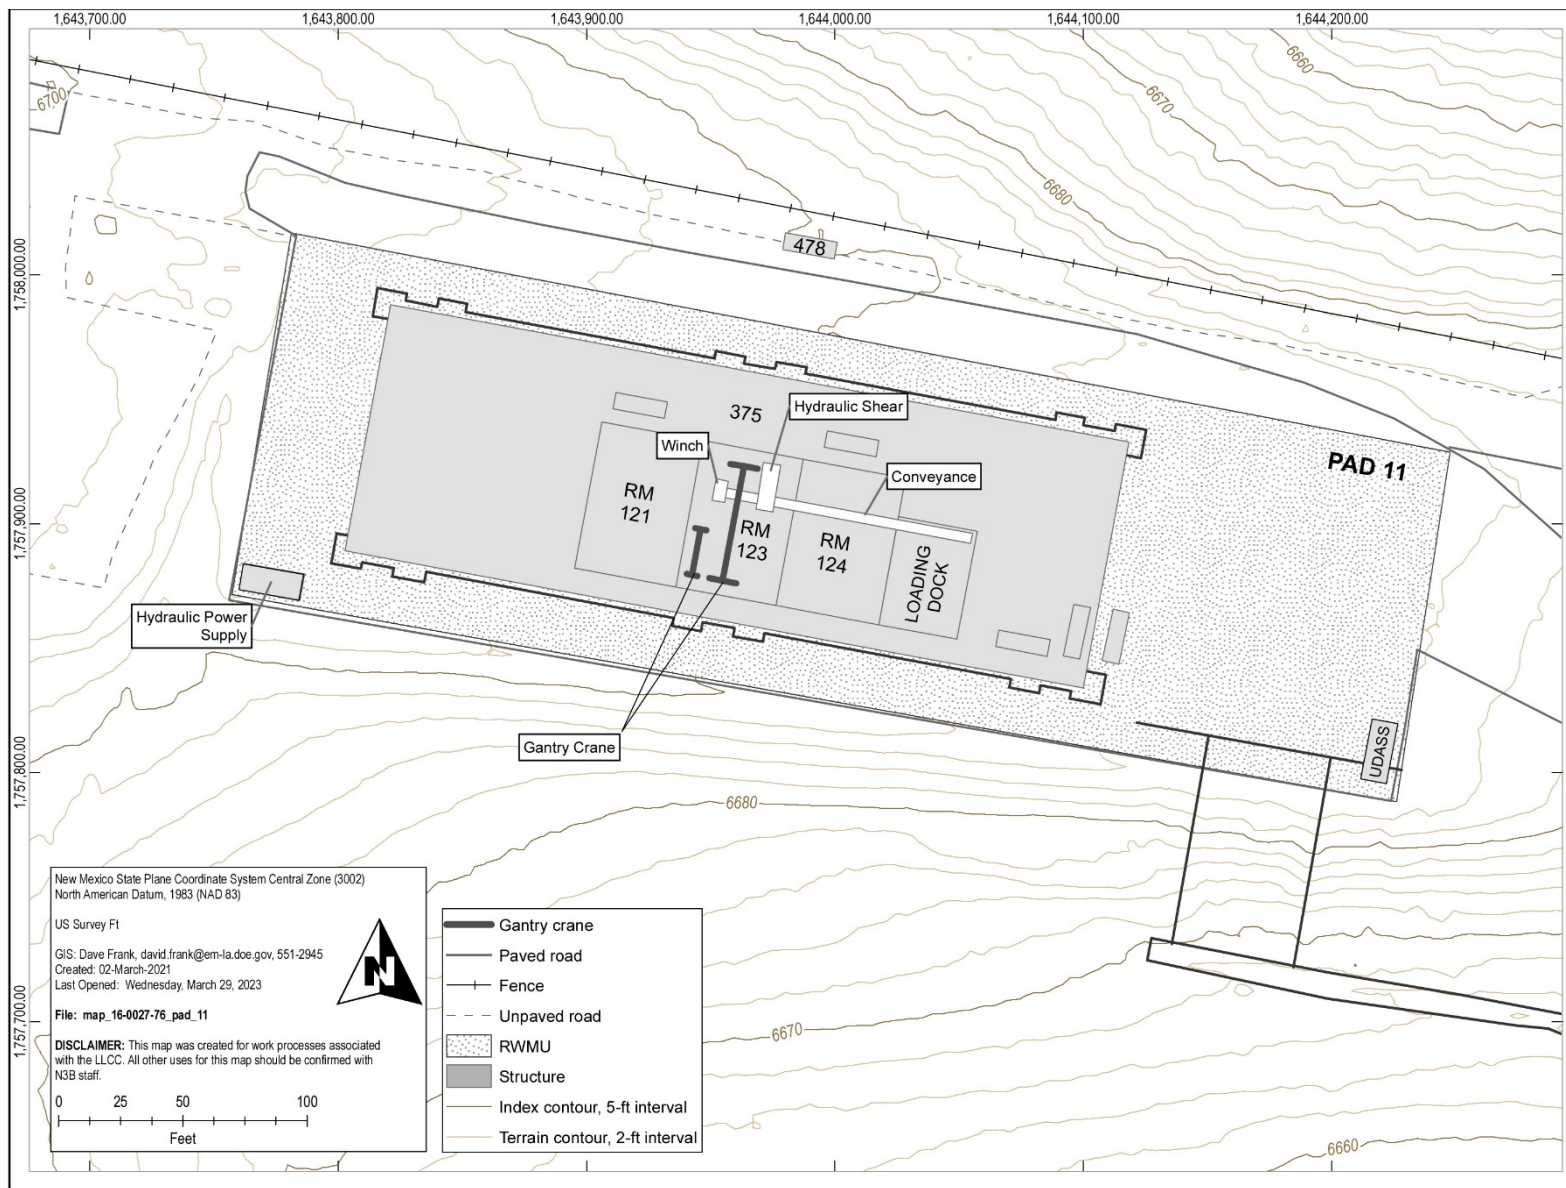 1,643,700.00
1,643,800.00
1,643,900.00
1,644,000.00
1,644,100.00
1,644,200.00
6700
6660
6670
6680
478
1,758,000.00
375
Hydraulic Shear
Winch
Conveyance
PAD 11
RM
121
RM
123
RM
124
LOADING
DOCK
1,757,900.00
Hydraulic Power
Supply
Gantry Crane
UDASS
1,757,800.00
6680
6670
6660
1,757,700.00
New Mexico State Plane Coordinate System Central Zone (3002)
North American Datum, 1983 (NAD 83)
US Survey Ft
GIS: Dave Frank, david.frank@em-la.doe.gov, 551-2945
Created: 02-March-2021
Last Opened: Wednesday, March 29, 2023
N
File: map_16-0027-76_pad_11
DISCLAIMER: This map was created for work processes associated
with the LLCC. All other uses for this map should be confirmed with
N3B staff.
0 25 50 100
Feet
Gantry crane
Paved road
Fence
Unpaved road
RWMU
Structure
Index contour, 5-ft interval
Terrain contour, 2-ft interval